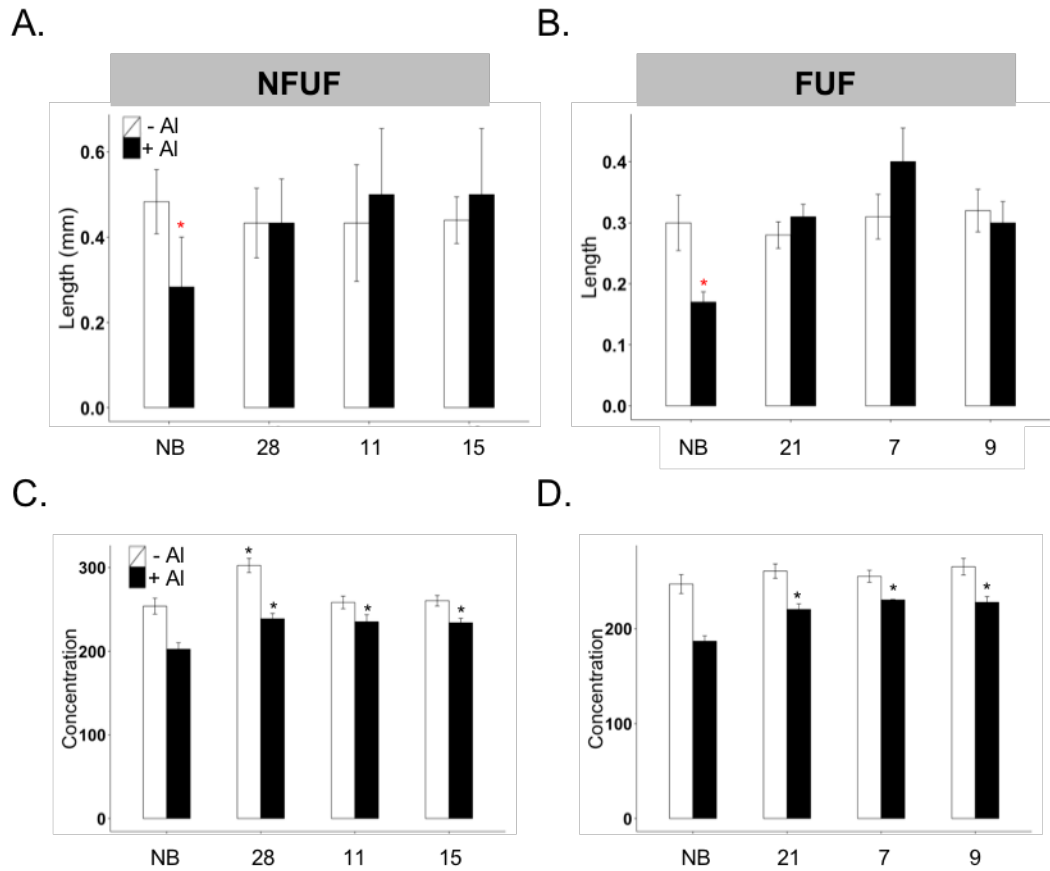 A.
B.
NFUF
FUF
- Al
+ Al
Length (mm)
0.6
0.4
0.2
0.0
NB 28 11 15
*
Length
0.4
0.3
0.2
0.1
0.0
NB 21 7 9
*
C.
D.
- Al
+ Al
Concentration
300
200
100
0
NB 28 11 15
* * * *
Concentration
200
100
0
NB 21 7 9
* * *